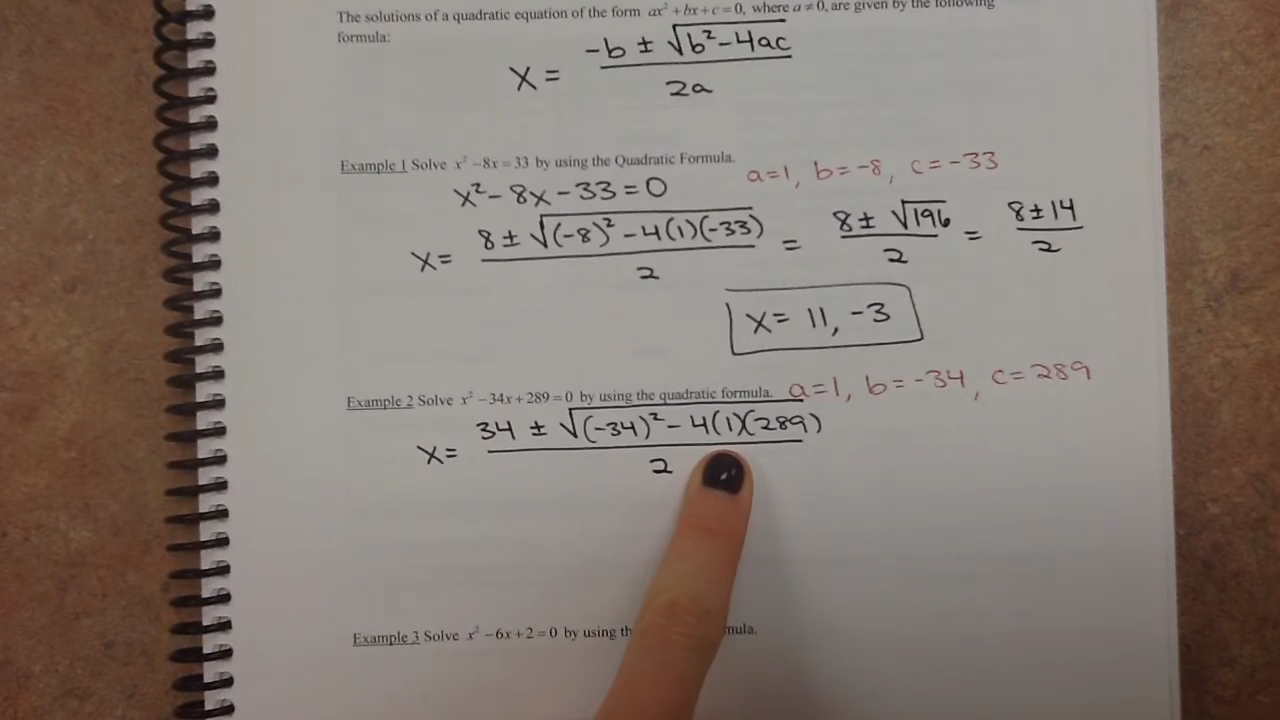 The solutions of a quadratic equation of the form ax² + bx + c = 0, where a ≠ 0, are given by the following
formula:
x = (-b ± √(b² - 4ac)) / 2a
Example 1 Solve x² - 8x = 33 by using the Quadratic Formula.
a=1, b=-8, c=-33
x² - 8x - 33 = 0
x = (8 ± √((-8)² - 4(1)(-33))) / 2 = (8 ± √196) / 2 = (8 ± 14) / 2
x = 11, -3
Example 2 Solve x² - 34x + 289 = 0 by using the quadratic formula.
a=1, b=-34, c=289
x = (34 ± √((-34)² - 4(1)(289))) / 2
Example 3 Solve x² - 6x + 2 = 0 by using